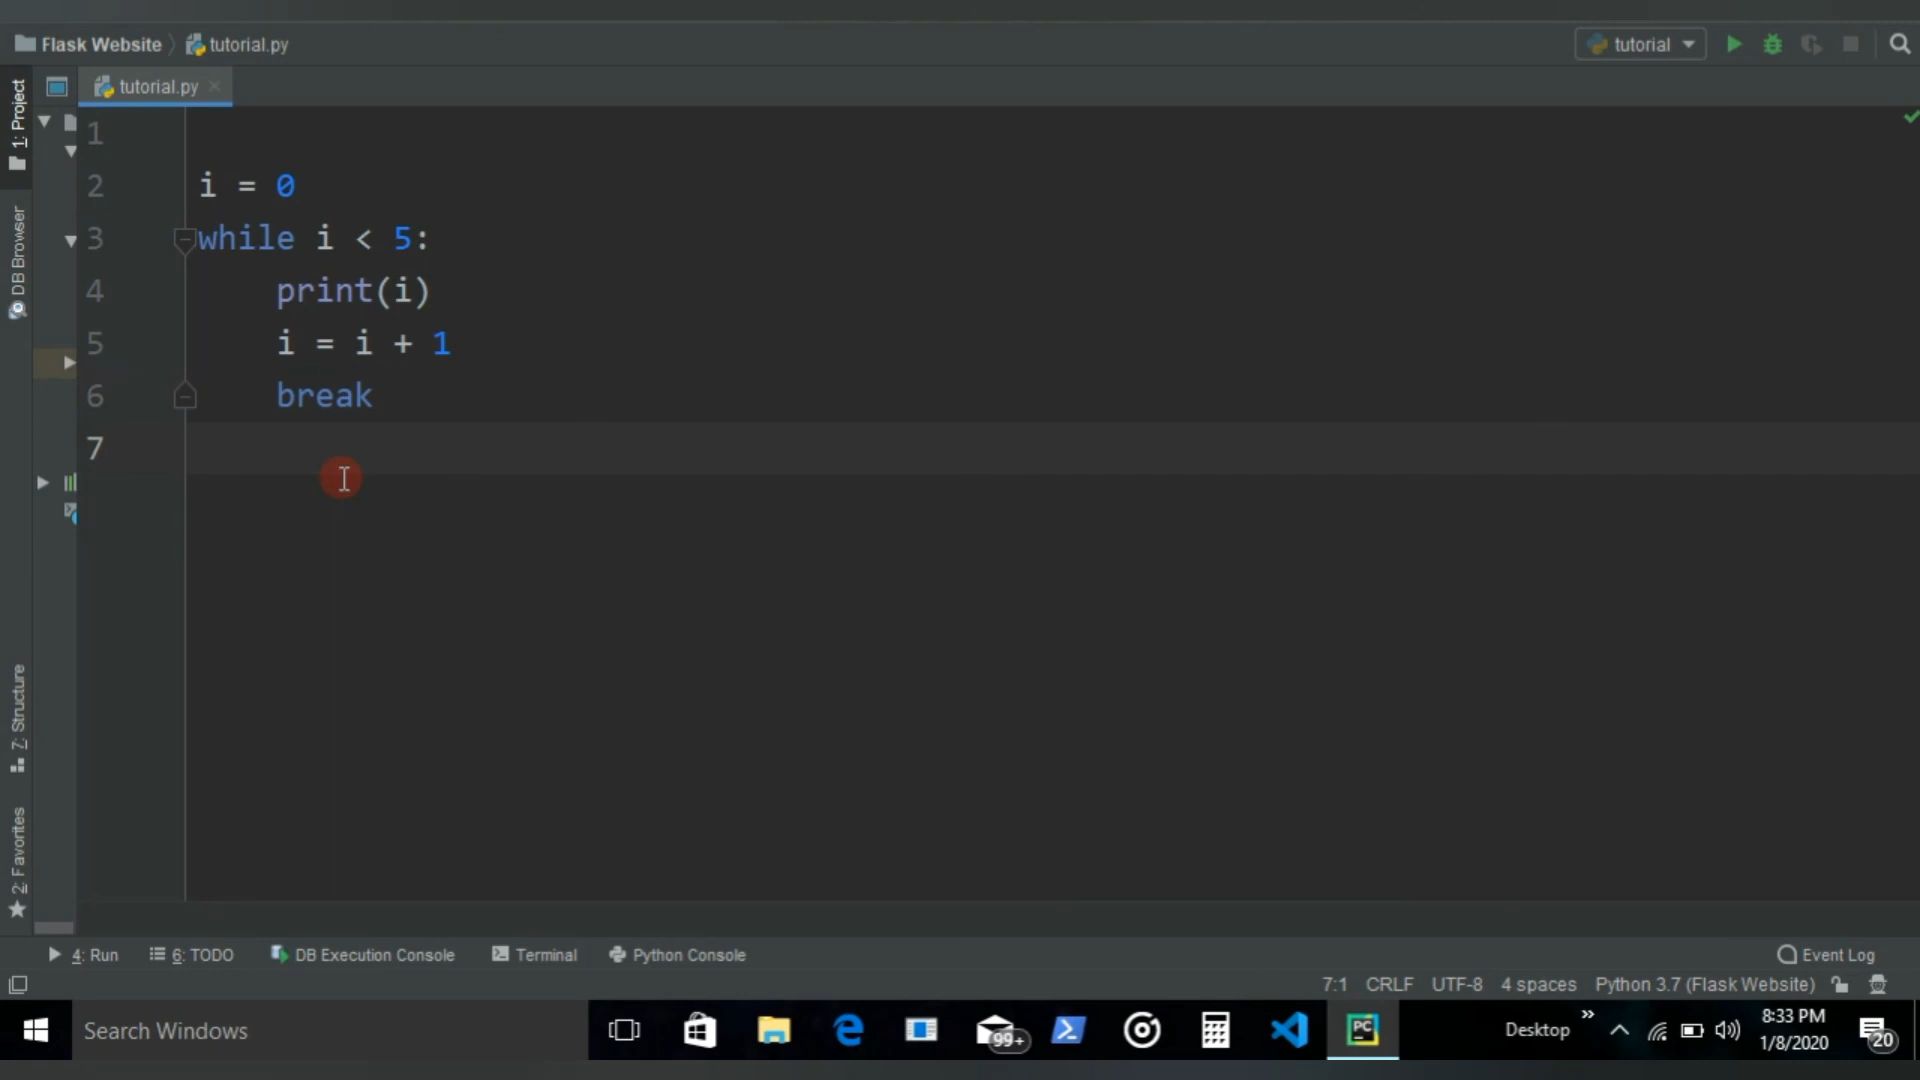 Flask Website tutorial.py tutorial
tutorial.py
1: Project
DB Browser
7: Structure
2: Favorites
1
2 i = 0
3 while i < 5:
4 print(i)
5 i = i + 1
6 break
7
4: Run 6: TODO DB Execution Console Terminal Python Console Event Log
7:1 CRLF UTF-8 4 spaces Python 3.7 (Flask Website)
Search Windows 99+ PC Desktop 8:33 PM
1/8/2020 20